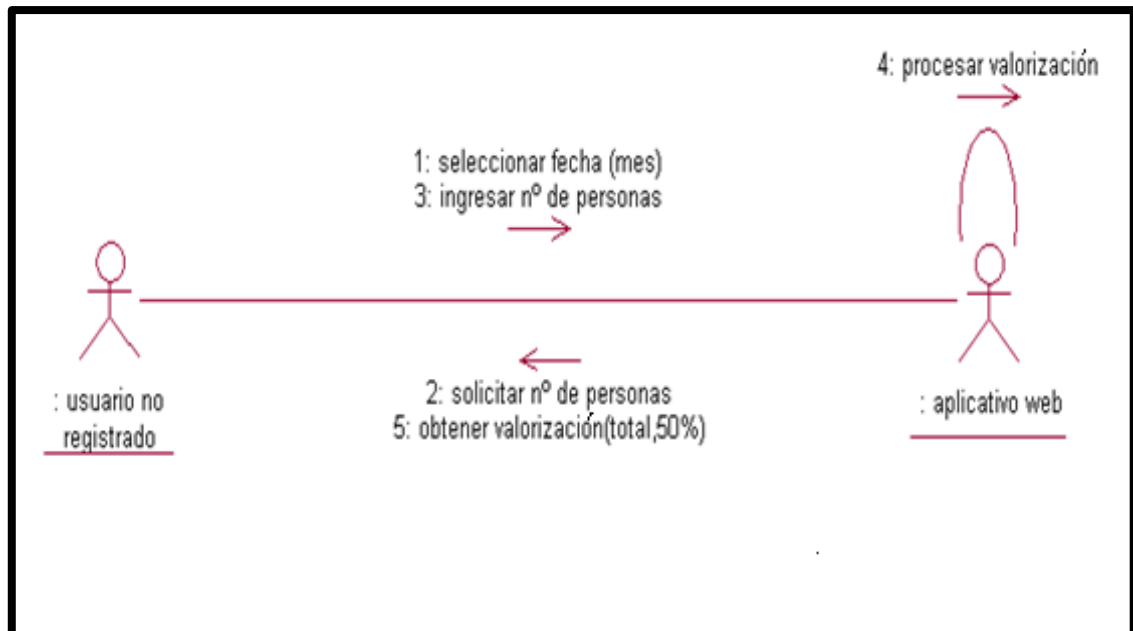 4: procesar valorización
1: seleccionar fecha (mes)
3: ingresar nº de personas
2: solicitar nº de personas
5: obtener valorización(total,50%)
: usuario no
registrado
: aplicativo web